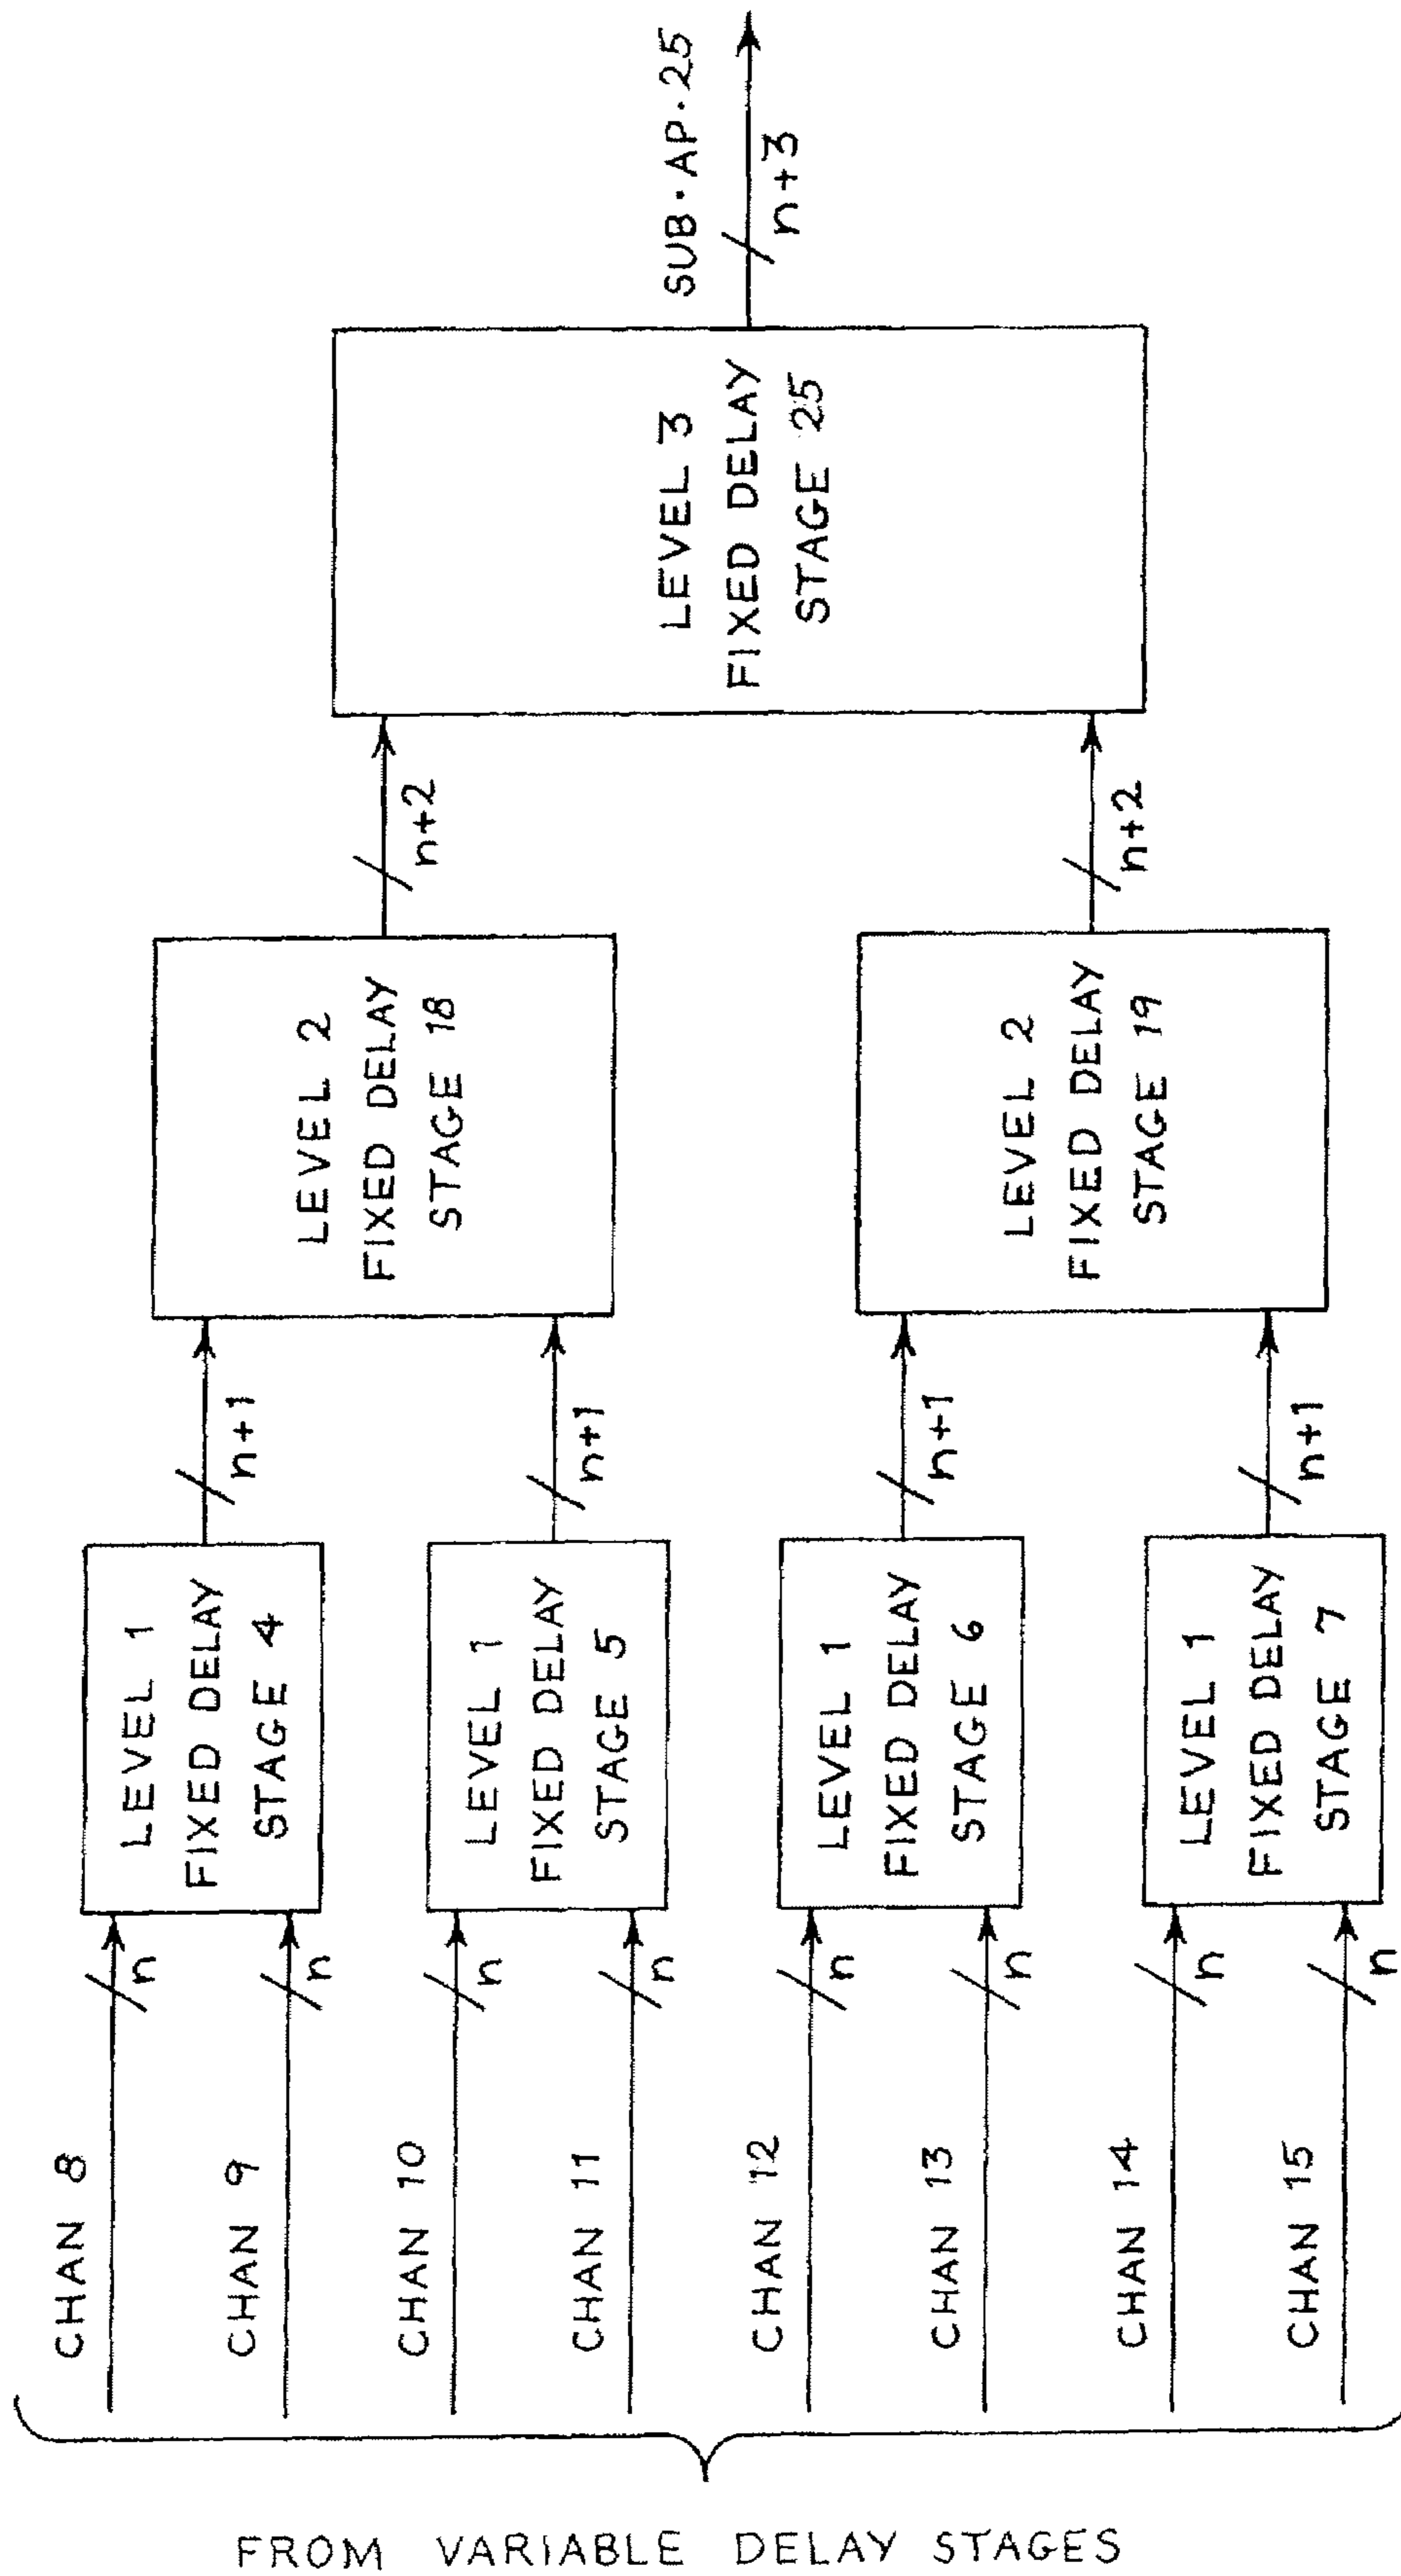 CHAN 8
CHAN 9
CHAN 10
CHAN 11
CHAN 12
CHAN 13
CHAN 14
CHAN 15
n
n
n
n
n
n
n
n
LEVEL 1
FIXED DELAY
STAGE 4
LEVEL 1
FIXED DELAY
STAGE 5
LEVEL 1
FIXED DELAY
STAGE 6
LEVEL 1
FIXED DELAY
STAGE 7
n+1
n+1
n+1
n+1
LEVEL 2
FIXED DELAY
STAGE 18
LEVEL 2
FIXED DELAY
STAGE 19
n+2
n+2
LEVEL 3
FIXED DELAY
STAGE 25
SUB·AP·25
n+3
FROM VARIABLE DELAY STAGES